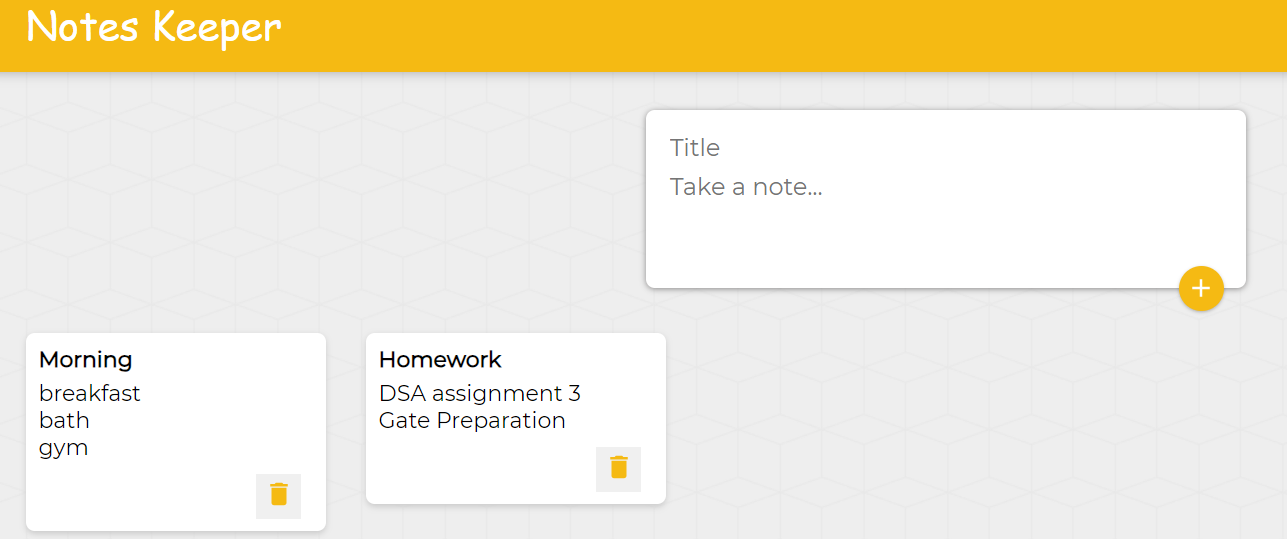 Notes Keeper
Title
Take a note...
Morning
breakfast
bath
gym
Homework
DSA assignment 3
Gate Preparation